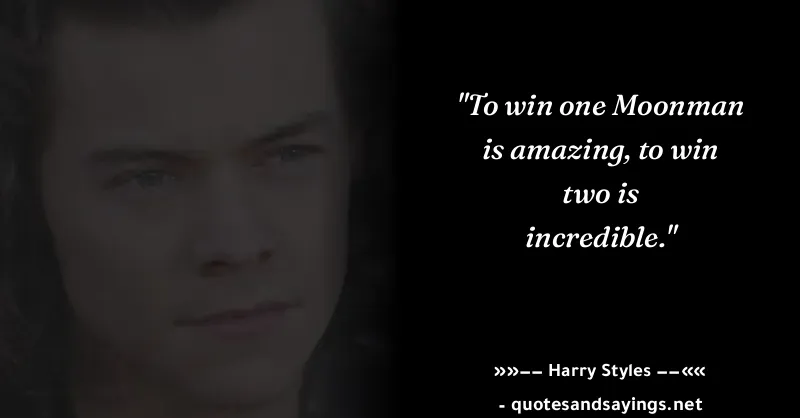 "To win one Moonman
is amazing, to win
two is
incredible."
»»−− Harry Styles −−««
- quotesandsayings.net